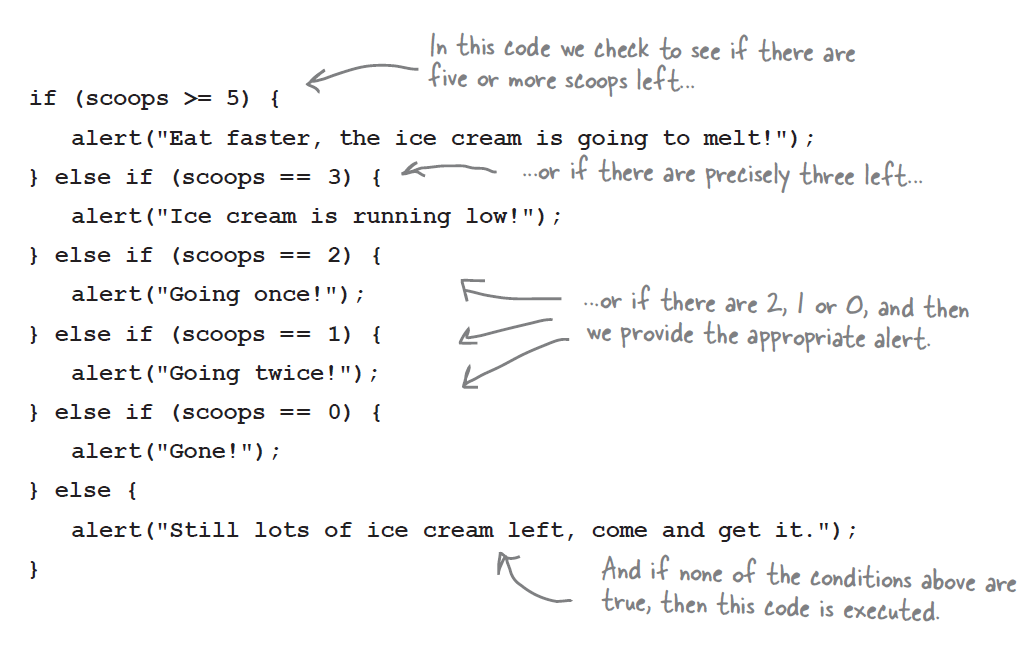 In this code we check to see if there are
five or more scoops left...
if (scoops >= 5) {
alert("Eat faster, the ice cream is going to melt!");
} else if (scoops == 3) {
...or if there are precisely three left...
alert("Ice cream is running low!");
} else if (scoops == 2) {
alert("Going once!");
...or if there are 2, 1 or 0, and then
we provide the appropriate alert.
} else if (scoops == 1) {
alert("Going twice!");
} else if (scoops == 0) {
alert("Gone!");
} else {
alert("Still lots of ice cream left, come and get it.");
}
And if none of the conditions above are
true, then this code is executed.